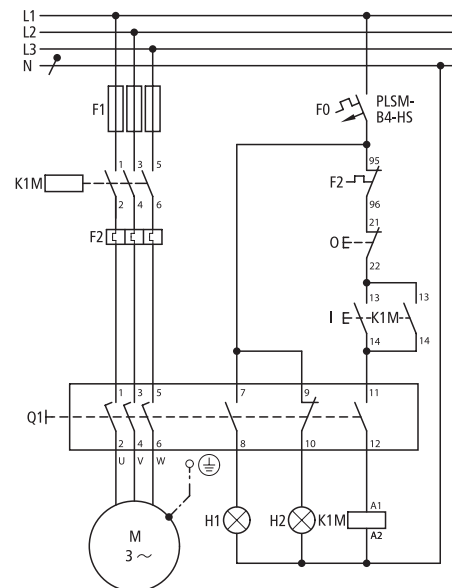 L1
L2
L3
N
F1
F0
PLSM-
B4-HS
1 3 5
K1M
2 4 6
F2
95
F2
96
21
O E
22
13 13
I E K1M
14 14
1 3 5 7 9 11
Q1
2 4 6 8 10 12
U V W
M
3 ~
H1
H2
K1M
A1
A2